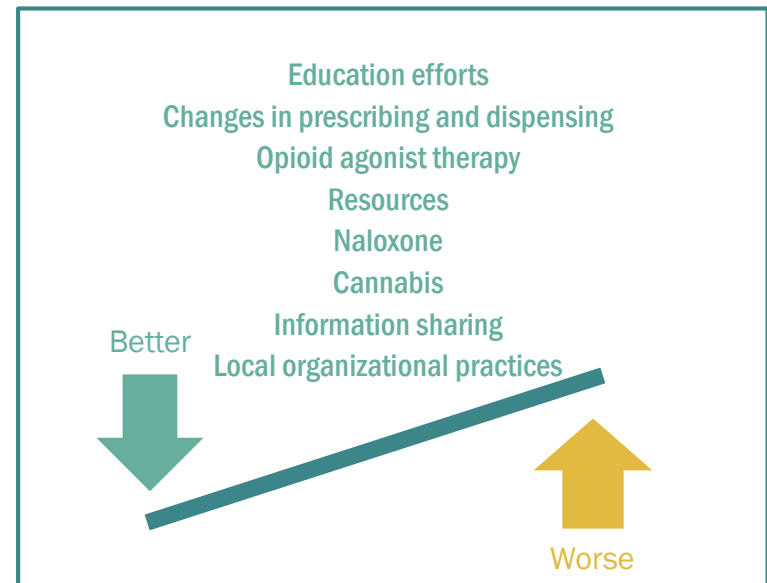 Education efforts
Changes in prescribing and dispensing
Opioid agonist therapy
Resources
Naloxone
Cannabis
Information sharing
Better
Local organizational practices
Worse